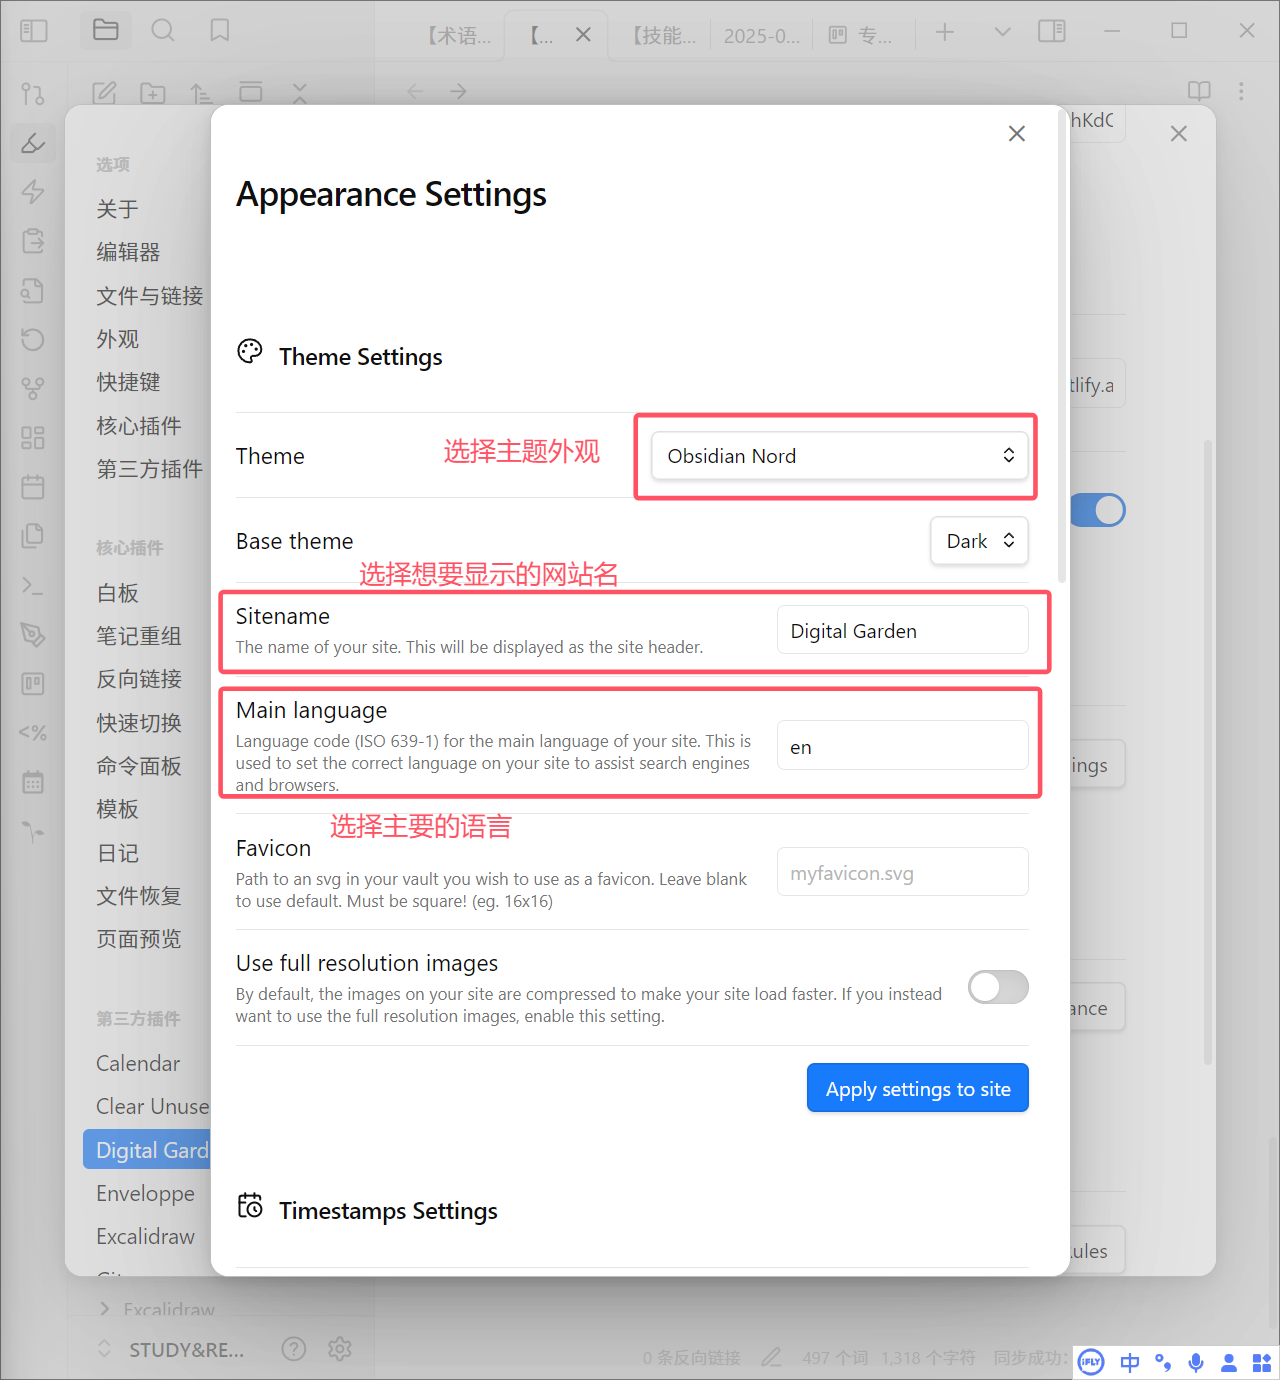 【术语...
【...
【技能...
2025-0...
专...
选项
关于
编辑器
文件与链接
外观
快捷键
核心插件
第三方插件
核心插件
白板
笔记重组
反向链接
快速切换
命令面板
模板
日记
文件恢复
页面预览
第三方插件
Calendar
Clear Unuse
Digital Gard
Enveloppe
Excalidraw
Excalidraw
STUDY&RE...
Appearance Settings
Theme Settings
Theme
选择主题外观
Obsidian Nord
Base theme
Dark
选择想要显示的网站名
Sitename
The name of your site. This will be displayed as the site header.
Digital Garden
Main language
Language code (ISO 639-1) for the main language of your site. This is
used to set the correct language on your site to assist search engines
and browsers.
en
选择主要的语言
Favicon
Path to an svg in your vault you wish to use as a favicon. Leave blank
to use default. Must be square! (eg. 16x16)
myfavicon.svg
Use full resolution images
By default, the images on your site are compressed to make your site load faster. If you instead
want to use the full resolution images, enable this setting.
Apply settings to site
Timestamps Settings
hKdC
tlify.a
ings
ance
ules
0 条反向链接
497 个词
1,318 个字符
同步成功:
iFLY
中